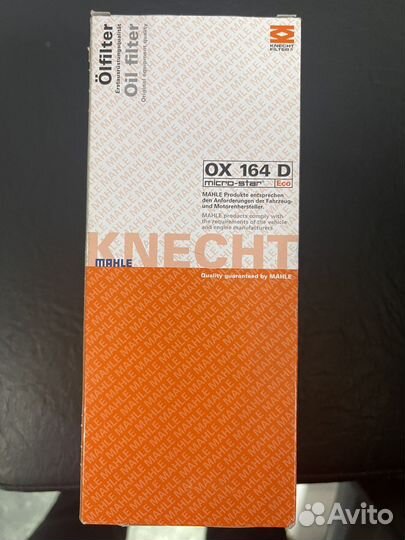 Ölfilter
Erstausrüstungsqualität
Oil filter
Original equipment quality
KNECHT
FILTER
OX 164 D
micro-star Eco
MAHLE Produkte entsprechen
den Anforderungen der Fahrzeug-
und Motorenhersteller.
MAHLE products comply with
the requirements of the vehicle
and engine manufacturers
KNECHT
MAHLE
Quality guaranteed by MAHLE
Avito